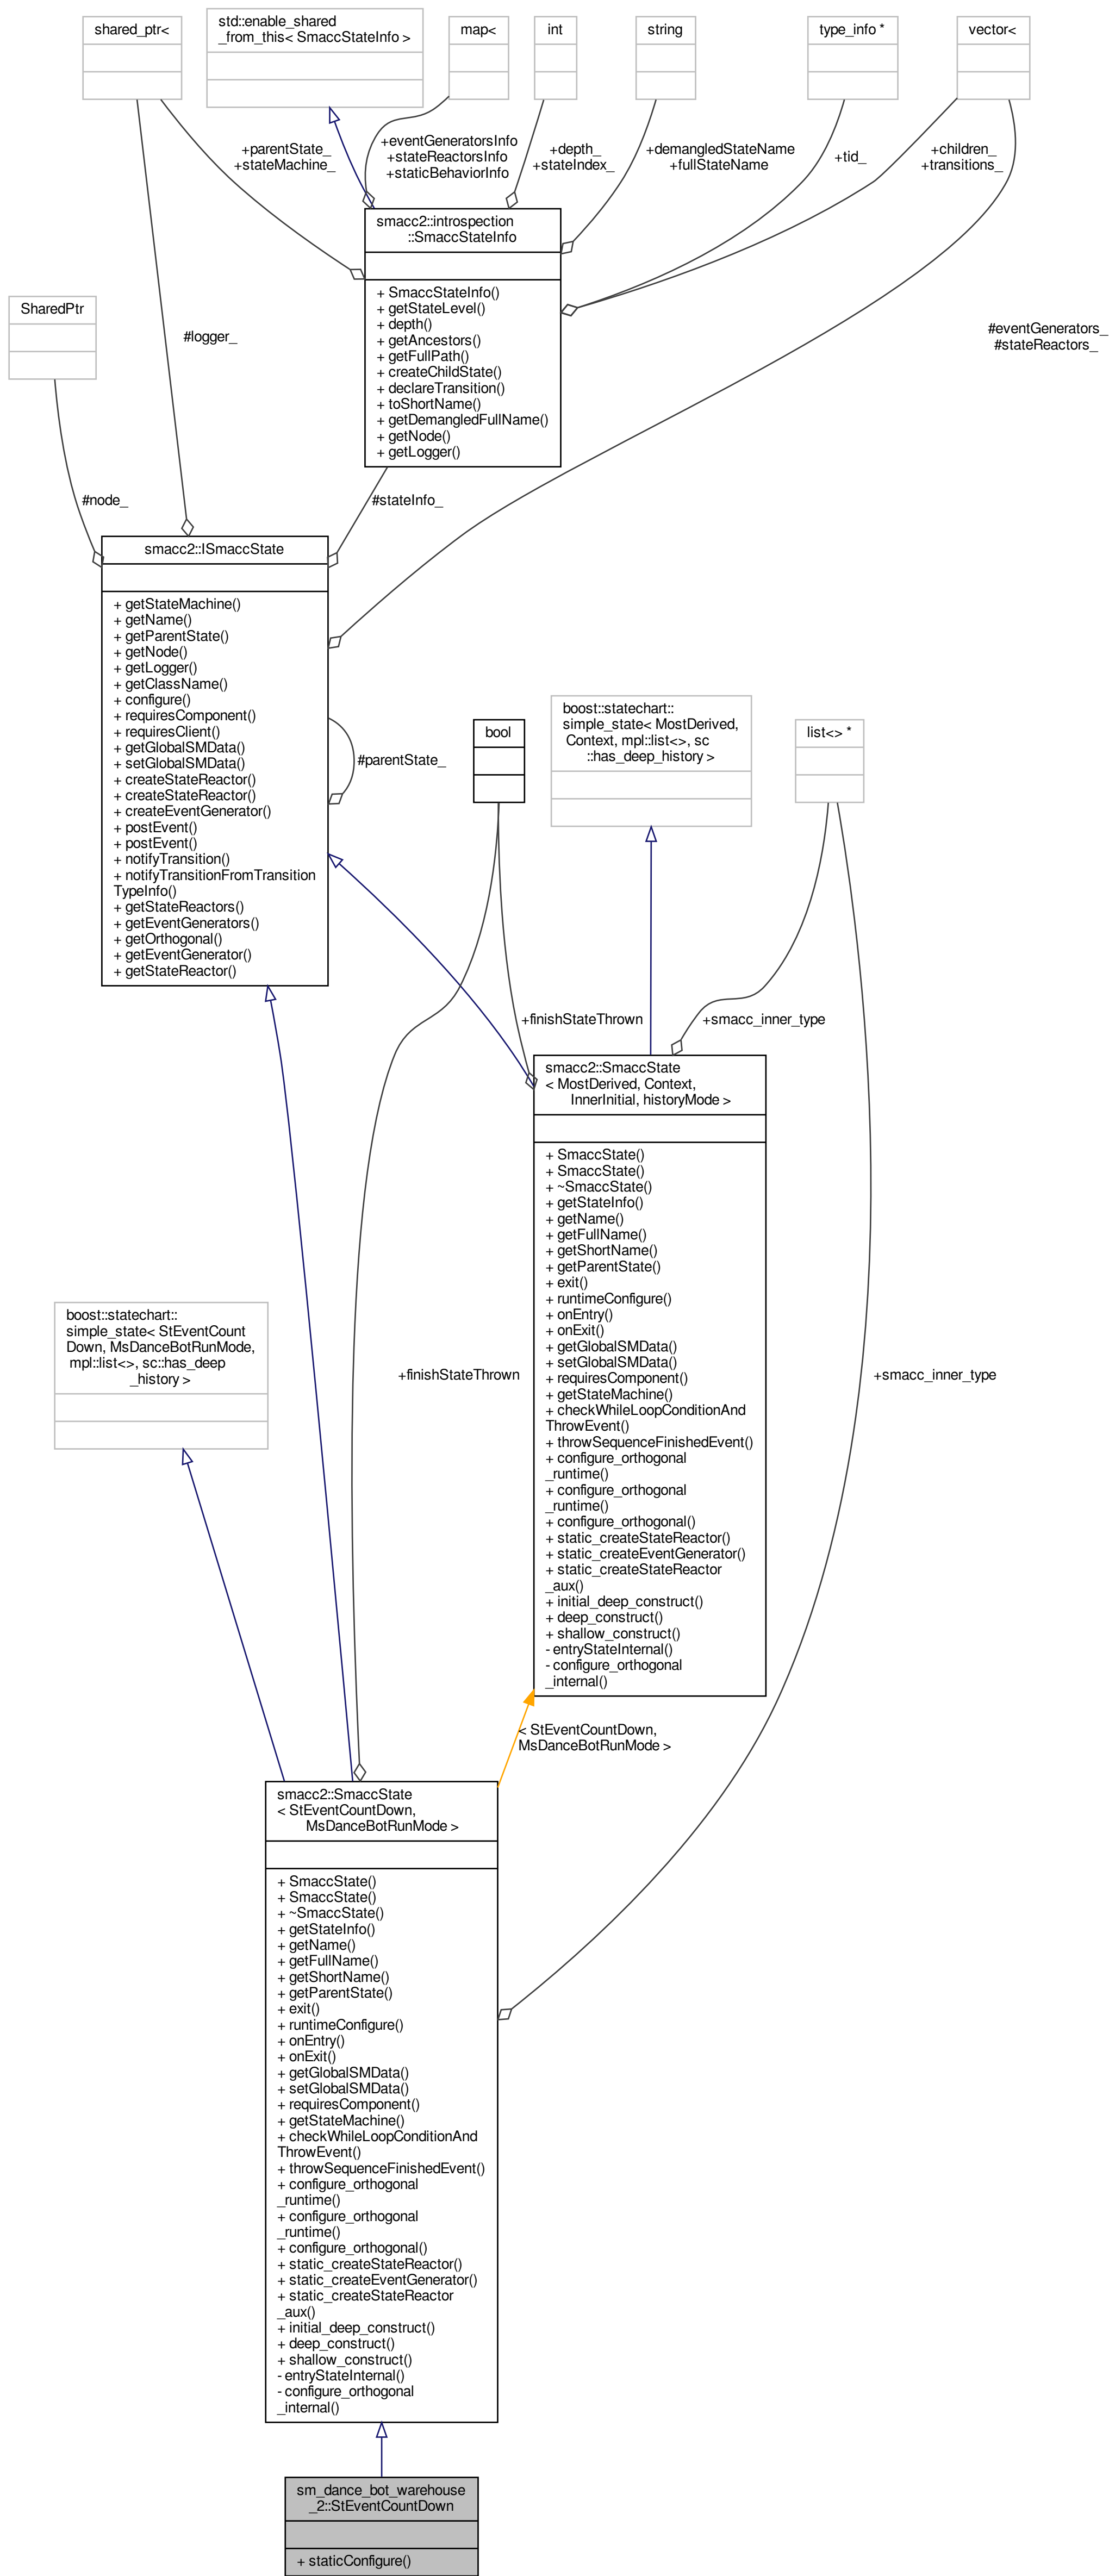 shared_ptr<
std::enable_shared
_from_this< SmaccStateInfo >
map<
int
string
type_info *
vector<
+parentState_
+stateMachine_
+eventGeneratorsInfo
+stateReactorsInfo
+staticBehaviorInfo
+depth_
+stateIndex_
+demangledStateName
+fullStateName
+tid_
+children_
+transitions_
smacc2::introspection
::SmaccStateInfo
+ SmaccStateInfo()
+ getStateLevel()
+ depth()
+ getAncestors()
+ getFullPath()
+ createChildState()
+ declareTransition()
+ toShortName()
+ getDemangledFullName()
+ getNode()
+ getLogger()
SharedPtr
#logger_
#eventGenerators_
#stateReactors_
#node_
#stateInfo_
smacc2::ISmaccState
+ getStateMachine()
+ getName()
+ getParentState()
+ getNode()
+ getLogger()
+ getClassName()
+ configure()
+ requiresComponent()
+ requiresClient()
+ getGlobalSMData()
+ setGlobalSMData()
+ createStateReactor()
+ createStateReactor()
+ createEventGenerator()
+ postEvent()
+ postEvent()
+ notifyTransition()
+ notifyTransitionFromTransition
TypeInfo()
+ getStateReactors()
+ getEventGenerators()
+ getOrthogonal()
+ getEventGenerator()
+ getStateReactor()
#parentState_
bool
boost::statechart::
simple_state< MostDerived,
Context, mpl::list<>, sc
::has_deep_history >
list<> *
+finishStateThrown
+smacc_inner_type
smacc2::SmaccState
< MostDerived, Context,
InnerInitial, historyMode >
+ SmaccState()
+ SmaccState()
+ ~SmaccState()
+ getStateInfo()
+ getName()
+ getFullName()
+ getShortName()
+ getParentState()
+ exit()
+ runtimeConfigure()
+ onEntry()
+ onExit()
+ getGlobalSMData()
+ setGlobalSMData()
+ requiresComponent()
+ getStateMachine()
+ checkWhileLoopConditionAnd
ThrowEvent()
+ throwSequenceFinishedEvent()
+ configure_orthogonal
_runtime()
+ configure_orthogonal
_runtime()
+ configure_orthogonal()
+ static_createStateReactor()
+ static_createEventGenerator()
+ static_createStateReactor
_aux()
+ initial_deep_construct()
+ deep_construct()
+ shallow_construct()
- entryStateInternal()
- configure_orthogonal
_internal()
boost::statechart::
simple_state< StEventCount
Down, MsDanceBotRunMode,
mpl::list<>, sc::has_deep
_history >
+finishStateThrown
+smacc_inner_type
< StEventCountDown,
MsDanceBotRunMode >
smacc2::SmaccState
< StEventCountDown,
MsDanceBotRunMode >
+ SmaccState()
+ SmaccState()
+ ~SmaccState()
+ getStateInfo()
+ getName()
+ getFullName()
+ getShortName()
+ getParentState()
+ exit()
+ runtimeConfigure()
+ onEntry()
+ onExit()
+ getGlobalSMData()
+ setGlobalSMData()
+ requiresComponent()
+ getStateMachine()
+ checkWhileLoopConditionAnd
ThrowEvent()
+ throwSequenceFinishedEvent()
+ configure_orthogonal
_runtime()
+ configure_orthogonal
_runtime()
+ configure_orthogonal()
+ static_createStateReactor()
+ static_createEventGenerator()
+ static_createStateReactor
_aux()
+ initial_deep_construct()
+ deep_construct()
+ shallow_construct()
- entryStateInternal()
- configure_orthogonal
_internal()
sm_dance_bot_warehouse
_2::StEventCountDown
+ staticConfigure()